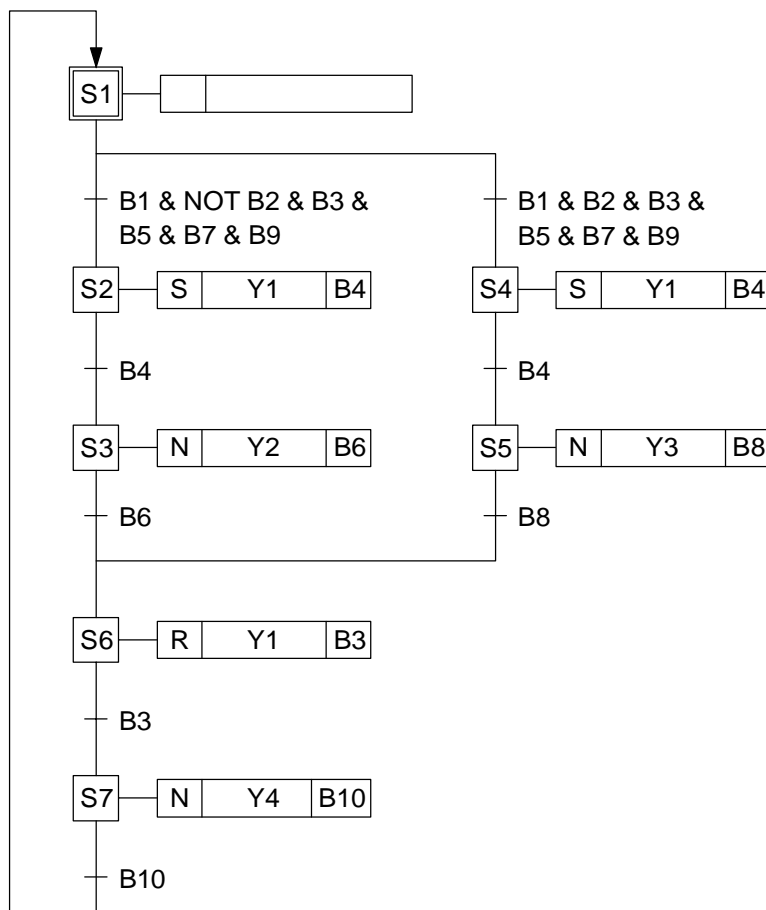 S1
B1 & NOT B2 & B3 &
B5 & B7 & B9
B1 & B2 & B3 &
B5 & B7 & B9
S2 S Y1 B4
S4 S Y1 B4
B4
B4
S3 N Y2 B6
S5 N Y3 B8
B6
B8
S6 R Y1 B3
B3
S7 N Y4 B10
B10